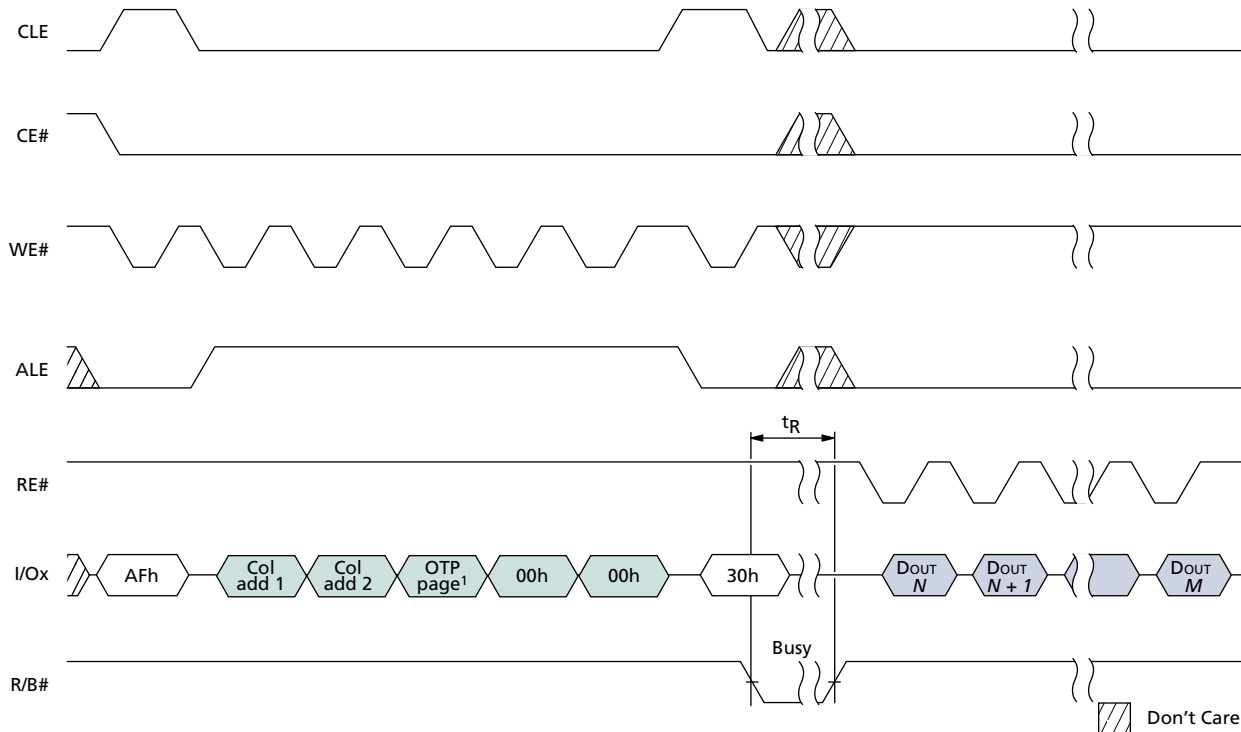 CLE
CE#
WE#
ALE
tR
RE#
I/Ox
AFh
Col
add 1
Col
add 2
OTP
page1
00h
00h
30h
DOUT
N
DOUT
N + 1
DOUT
M
Busy
R/B#
Don't Care